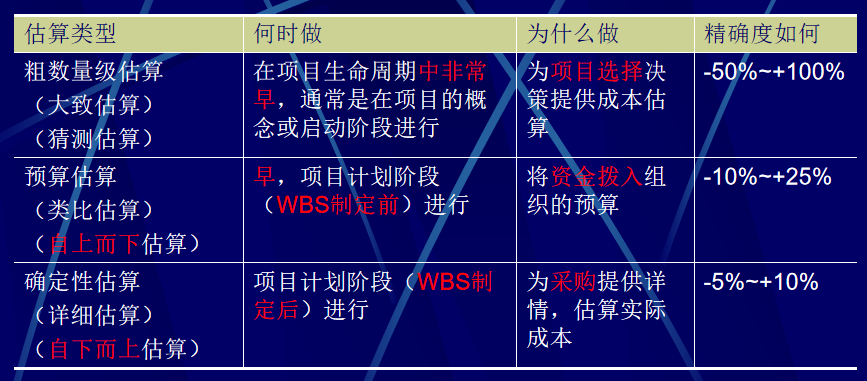 估算类型 何时做 为什么做 精确度如何
粗数量级估算
（大致估算）
（猜测估算）
在项目生命周期中非常
早，通常是在项目的概
念或启动阶段进行
为项目选择决
策提供成本估
算
-50%~+100%
预算估算
（类比估算）
（自上而下估算）
早，项目计划阶段
（WBS制定前）进行
将资金拨入组
织的预算
-10%~+25%
确定性估算
（详细估算）
（自下而上估算）
项目计划阶段（WBS制
定后）进行
为采购提供详
情，估算实际
成本
-5%~+10%